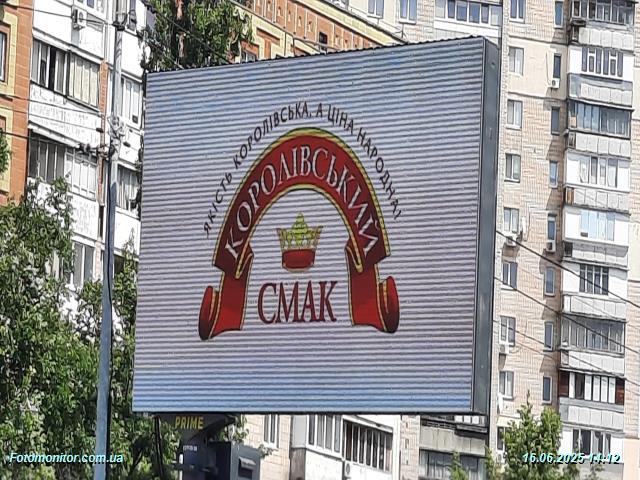 ЯКІСТЬ КОРОЛІВСЬКА, А ЦІНА НАРОДНА!
КОРОЛІВСЬКИЙ
СМАК
PRIME
Fotomonitor.com.ua
16.06.2025 14:12